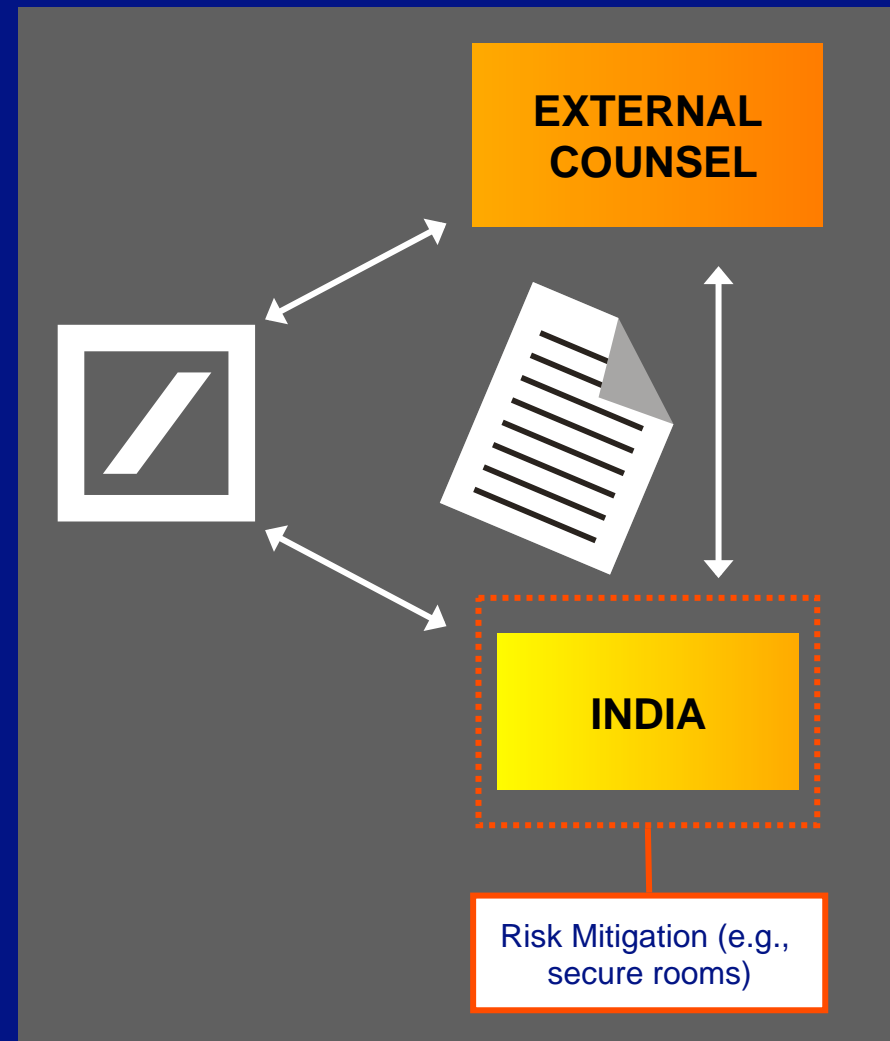 EXTERNAL
COUNSEL
INDIA
Risk Mitigation (e.g.,
secure rooms)